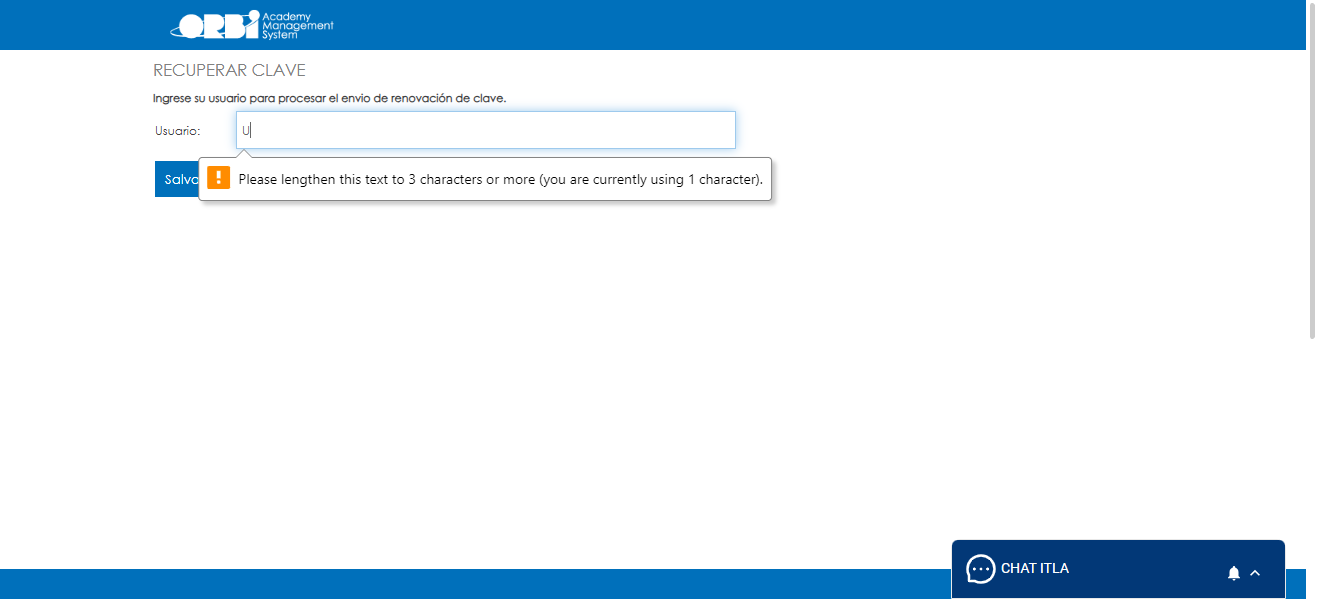 ORBi Academy
Management
System
RECUPERAR CLAVE
Ingrese su usuario para procesar el envio de renovación de clave.
Usuario:
U
Salva
! Please lengthen this text to 3 characters or more (you are currently using 1 character).
CHAT ITLA